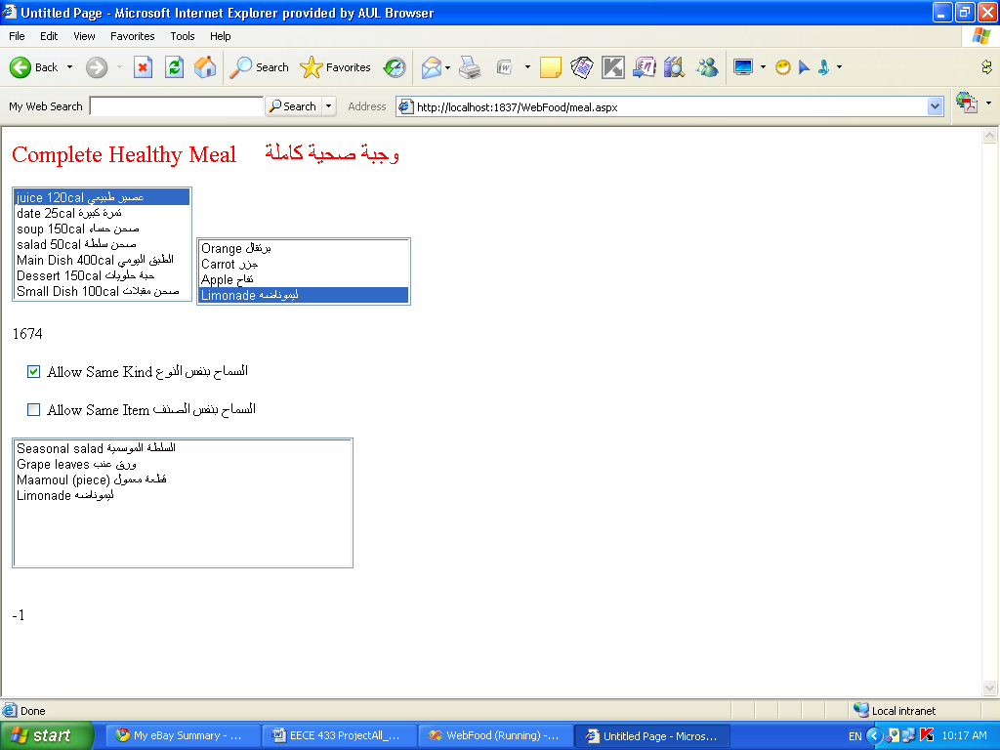 Untitled Page - Microsoft Internet Explorer provided by AUL Browser
File Edit View Favorites Tools Help
Back Search Favorites
My Web Search Search Address http://localhost:1837/WebFood/meal.aspx
Complete Healthy Meal وجبة صحية كاملة
juice 120cal عصير طبيعي
date 25cal تمرة كبيرة
soup 150cal صحن حساء
salad 50cal صحن سلطة
Main Dish 400cal الطبق اليومي
Dessert 150cal حبة حلويات
Small Dish 100cal صحن مقبلات
Orange برتقال
Carrot جزر
Apple تفاح
Limonade ليموناضه
1674
Allow Same Kind السماح بنفس النوع
Allow Same Item السماح بنفس الصنف
Seasonal salad السلطة الموسمية
Grape leaves ورق عنب
Maamoul (piece) قطعة معمول
Limonade ليموناضه
-1
Done Local intranet
start My eBay Summary - ... EECE 433 ProjectAll_... WebFood (Running) -... Untitled Page - Micros... EN 10:17 AM